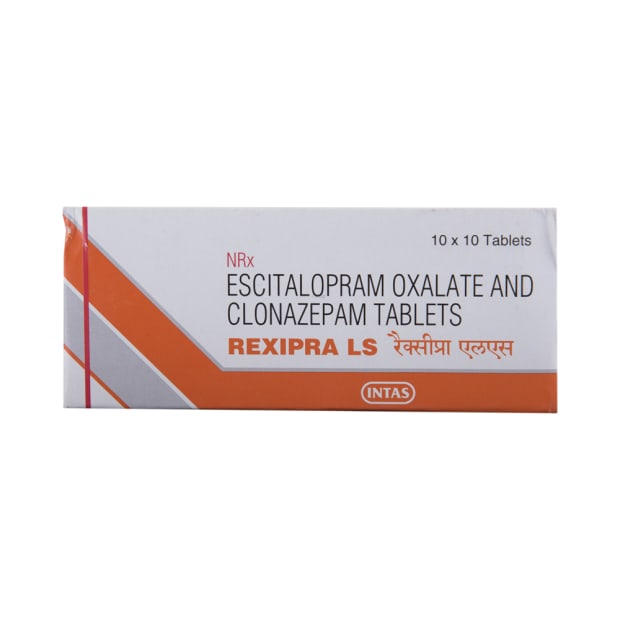 10 x 10 Tablets
NRx
ESCITALOPRAM OXALATE AND
CLONAZEPAM TABLETS
REXIPRA LS रैक्सीप्रा एलएस
INTAS